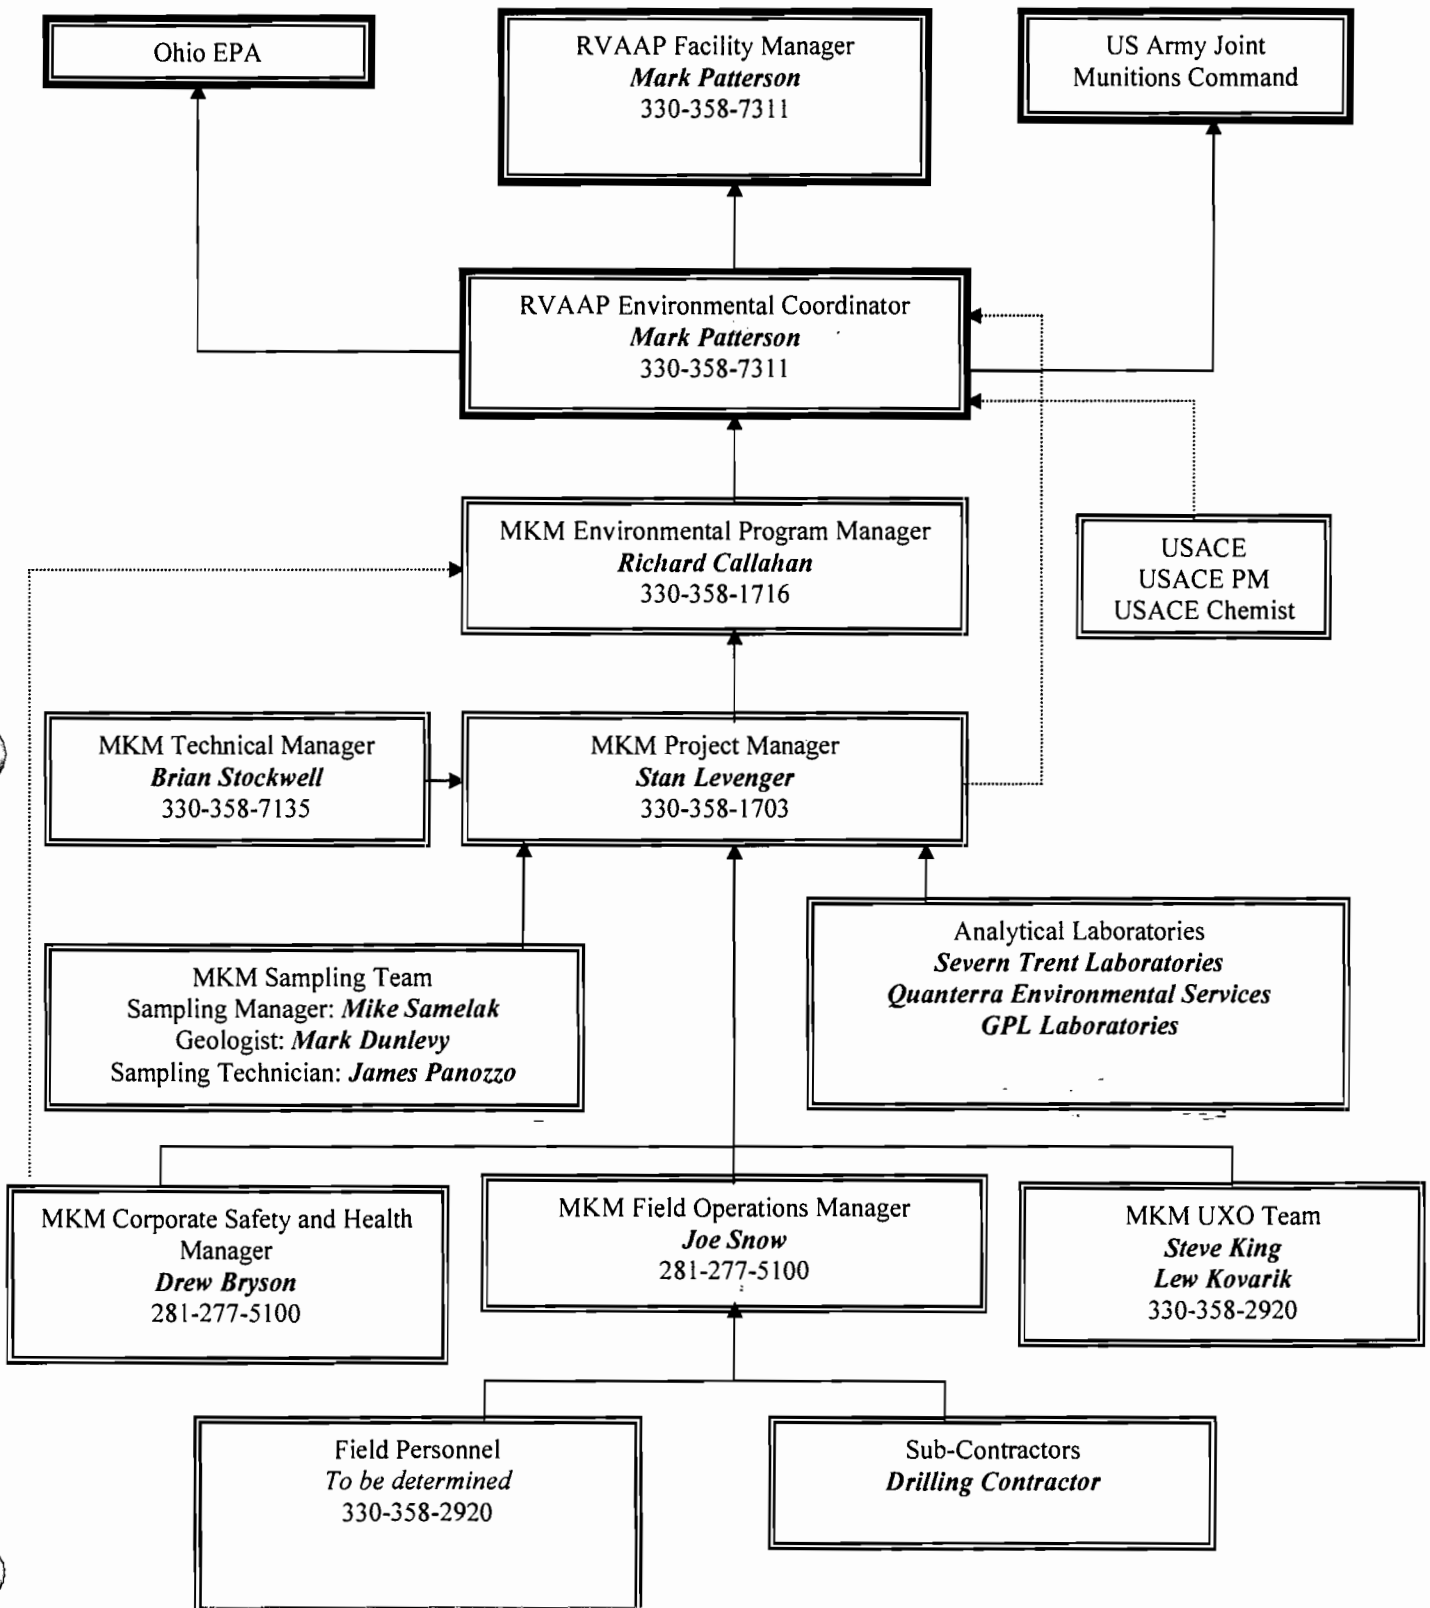 Ohio EPA
RVAAP Facility Manager
Mark Patterson
330-358-7311
US Army Joint
Munitions Command
RVAAP Environmental Coordinator
Mark Patterson
330-358-7311
MKM Environmental Program Manager
Richard Callahan
330-358-1716
USACE
USACE PM
USACE Chemist
MKM Technical Manager
Brian Stockwell
330-358-7135
MKM Project Manager
Stan Levenger
330-358-1703
MKM Sampling Team
Sampling Manager: Mike Samelak
Geologist: Mark Dunlevy
Sampling Technician: James Panozzo
Analytical Laboratories
Severn Trent Laboratories
Quanterra Environmental Services
GPL Laboratories
MKM Corporate Safety and Health
Manager
Drew Bryson
281-277-5100
MKM Field Operations Manager
Joe Snow
281-277-5100
MKM UXO Team
Steve King
Lew Kovarik
330-358-2920
Field Personnel
To be determined
330-358-2920
Sub-Contractors
Drilling Contractor